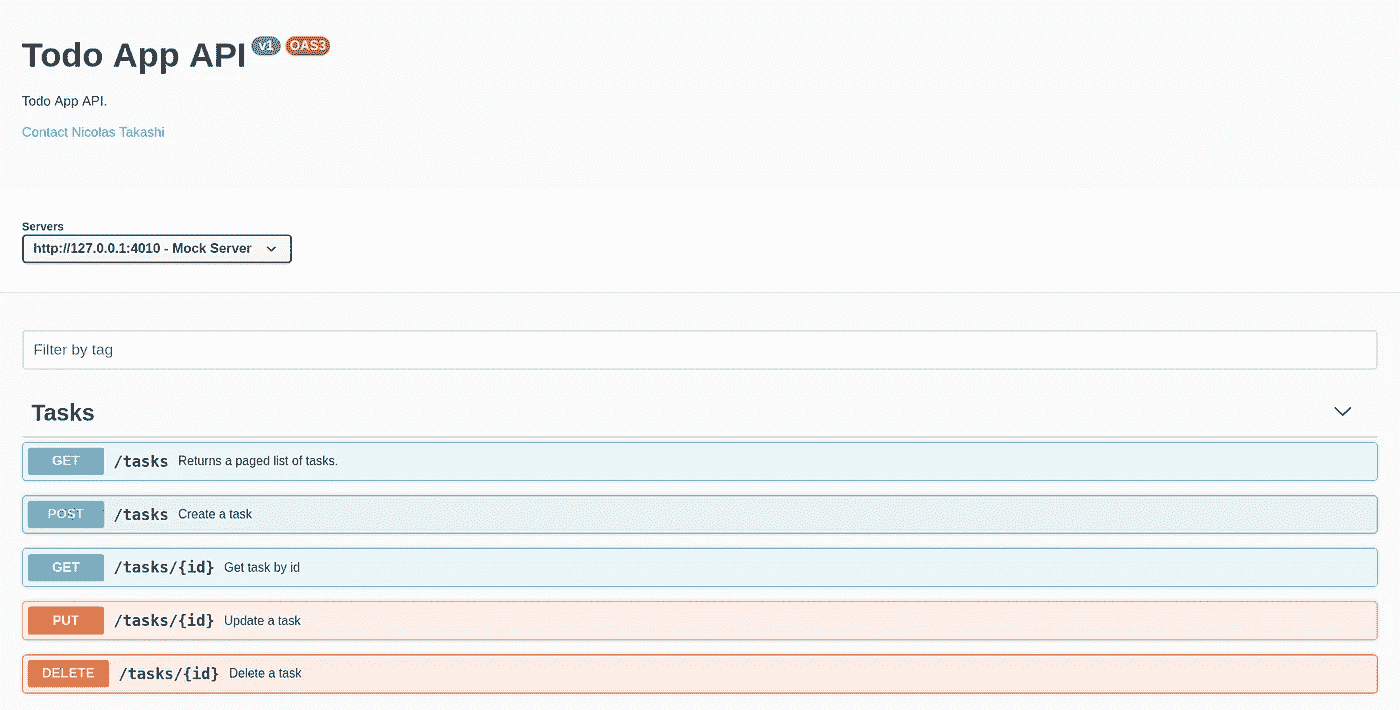 Todo App API v1 OAS3
Todo App API.
Contact Nicolas Takashi
Servers
http://127.0.0.1:4010 - Mock Server
Filter by tag
Tasks
GET /tasks Returns a paged list of tasks.
POST /tasks Create a task
GET /tasks/{id} Get task by id
PUT /tasks/{id} Update a task
DELETE /tasks/{id} Delete a task